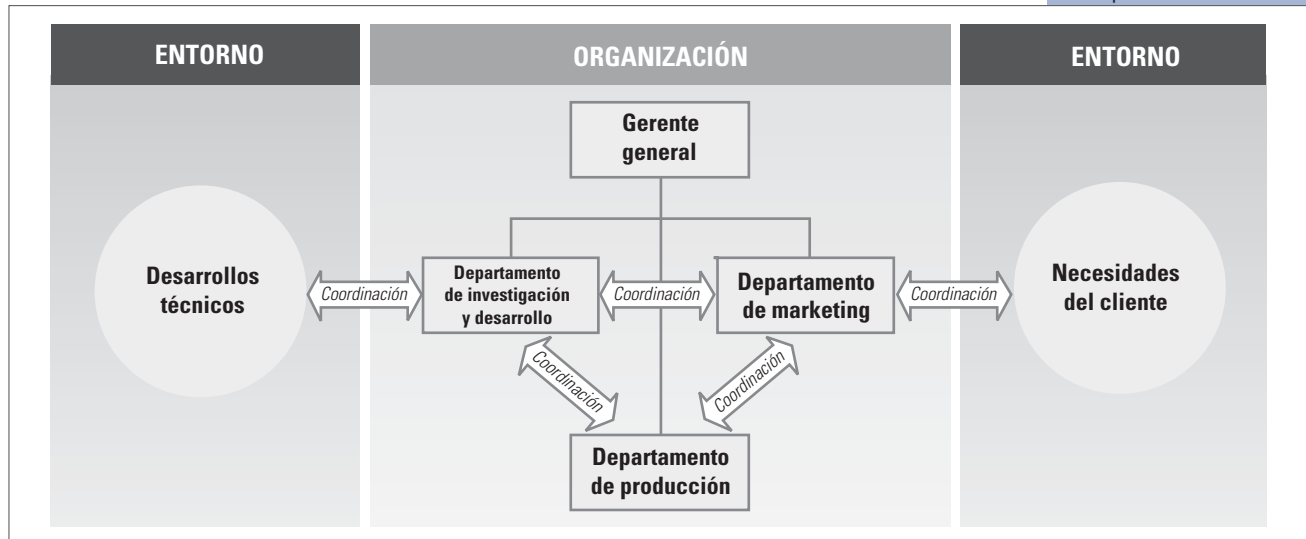 ENTORNO
ORGANIZACIÓN
ENTORNO
Gerente
general
Desarrollos
técnicos
Coordinación
Departamento
de investigación
y desarrollo
Coordinación
Departamento
de marketing
Coordinación
Necesidades
del cliente
Coordinación
Coordinación
Departamento
de producción